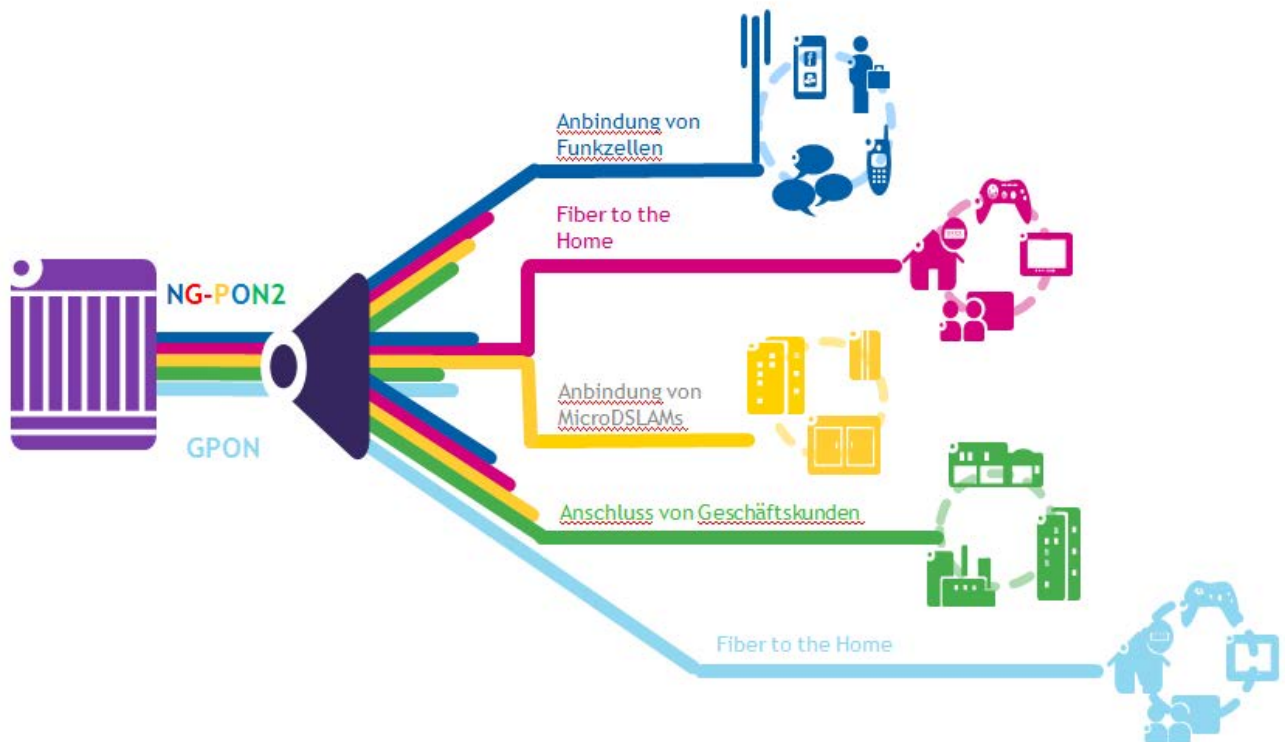 Anbindung von
Funkzellen
Fiber to the
Home
NG-PON2
Anbindung von
MicroDSLAMs
GPON
Anschluss von Geschäftskunden
Fiber to the Home